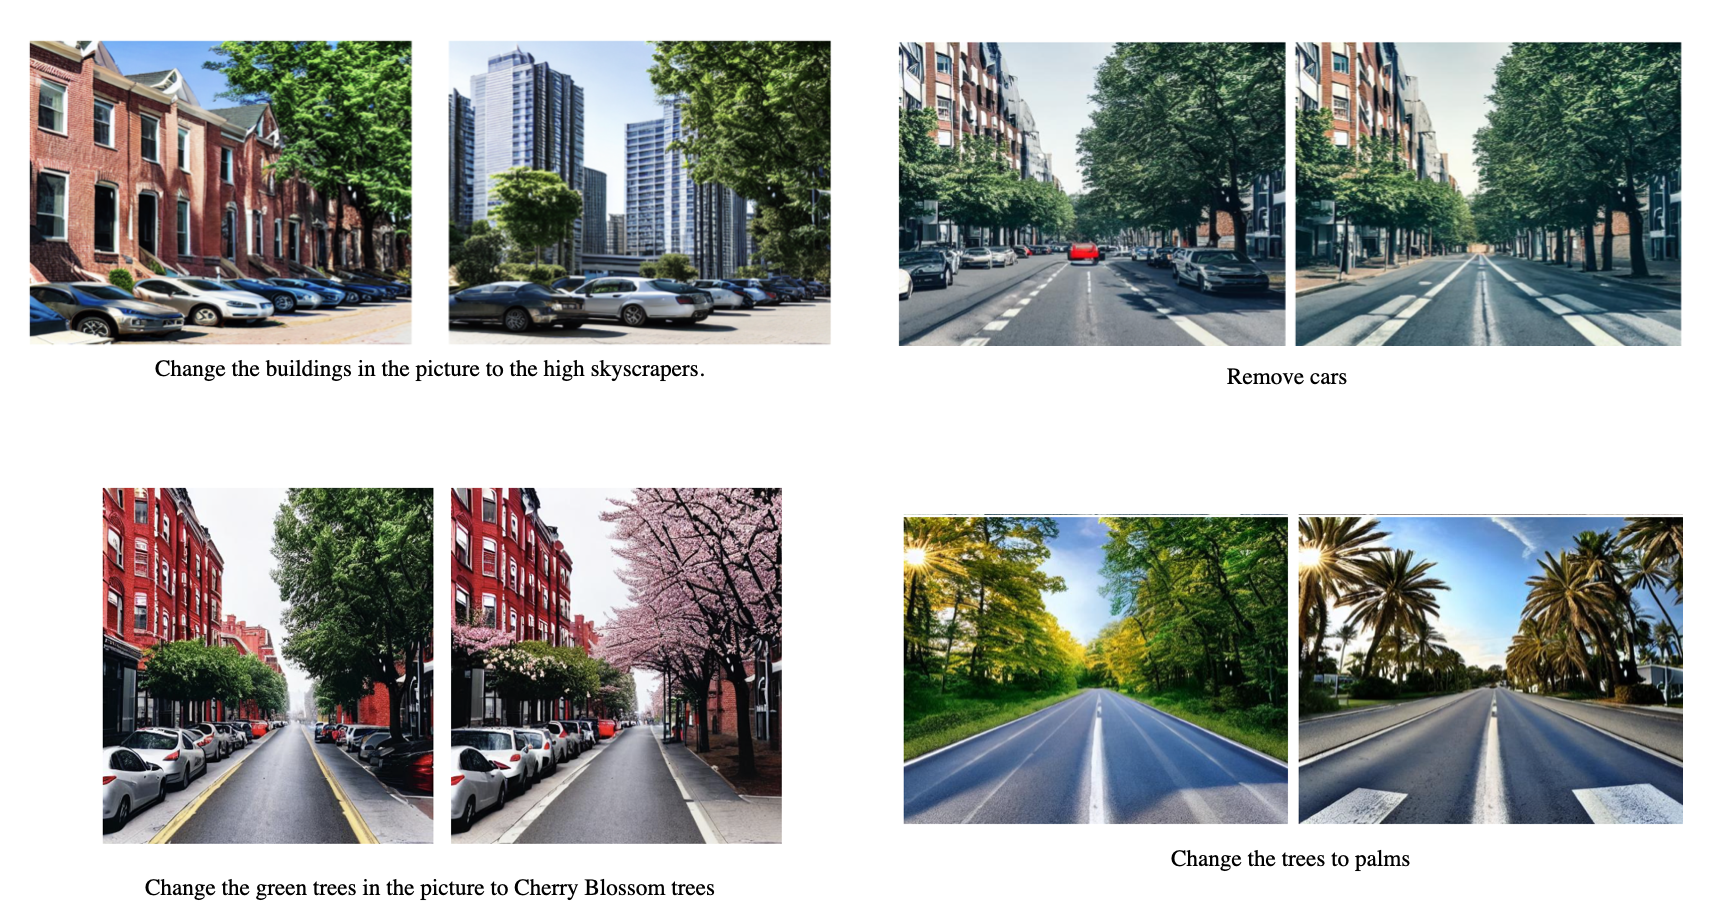 Change the buildings in the picture to the high skyscrapers.
Remove cars
Change the green trees in the picture to Cherry Blossom trees
Change the trees to palms